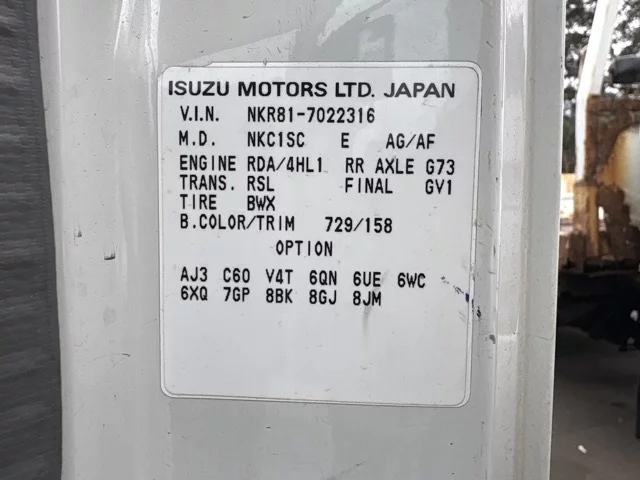 ISUZU MOTORS LTD. JAPAN
V.I.N. NKR81-7022316
M.D. NKC1SC E AG/AF
ENGINE RDA/4HL1 RR AXLE G73
TRANS. RSL FINAL GV1
TIRE BWX
B.COLOR/TRIM 729/158
OPTION
AJ3 C60 V4T 6QN 6UE 6WC
6XQ 7GP 8BK 8GJ 8JM